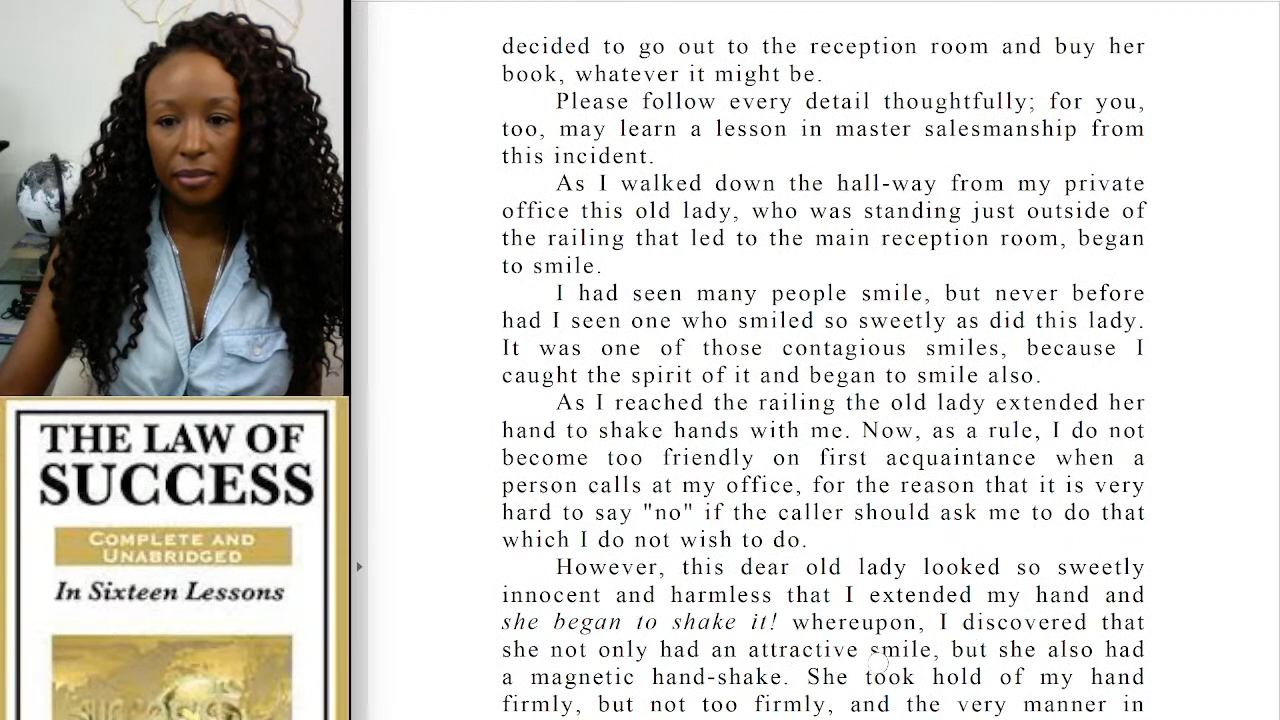 decided to go out to the reception room and buy her
book, whatever it might be.
Please follow every detail thoughtfully; for you,
too, may learn a lesson in master salesmanship from
this incident.
As I walked down the hall-way from my private
office this old lady, who was standing just outside of
the railing that led to the main reception room, began
to smile.
I had seen many people smile, but never before
had I seen one who smiled so sweetly as did this lady.
It was one of those contagious smiles, because I
caught the spirit of it and began to smile also.
As I reached the railing the old lady extended her
hand to shake hands with me. Now, as a rule, I do not
become too friendly on first acquaintance when a
person calls at my office, for the reason that it is very
hard to say "no" if the caller should ask me to do that
which I do not wish to do.
However, this dear old lady looked so sweetly
innocent and harmless that I extended my hand and
she began to shake it! whereupon, I discovered that
she not only had an attractive smile, but she also had
a magnetic hand-shake. She took hold of my hand
firmly, but not too firmly, and the very manner in
THE LAW OF
SUCCESS
COMPLETE AND
UNABRIDGED
In Sixteen Lessons